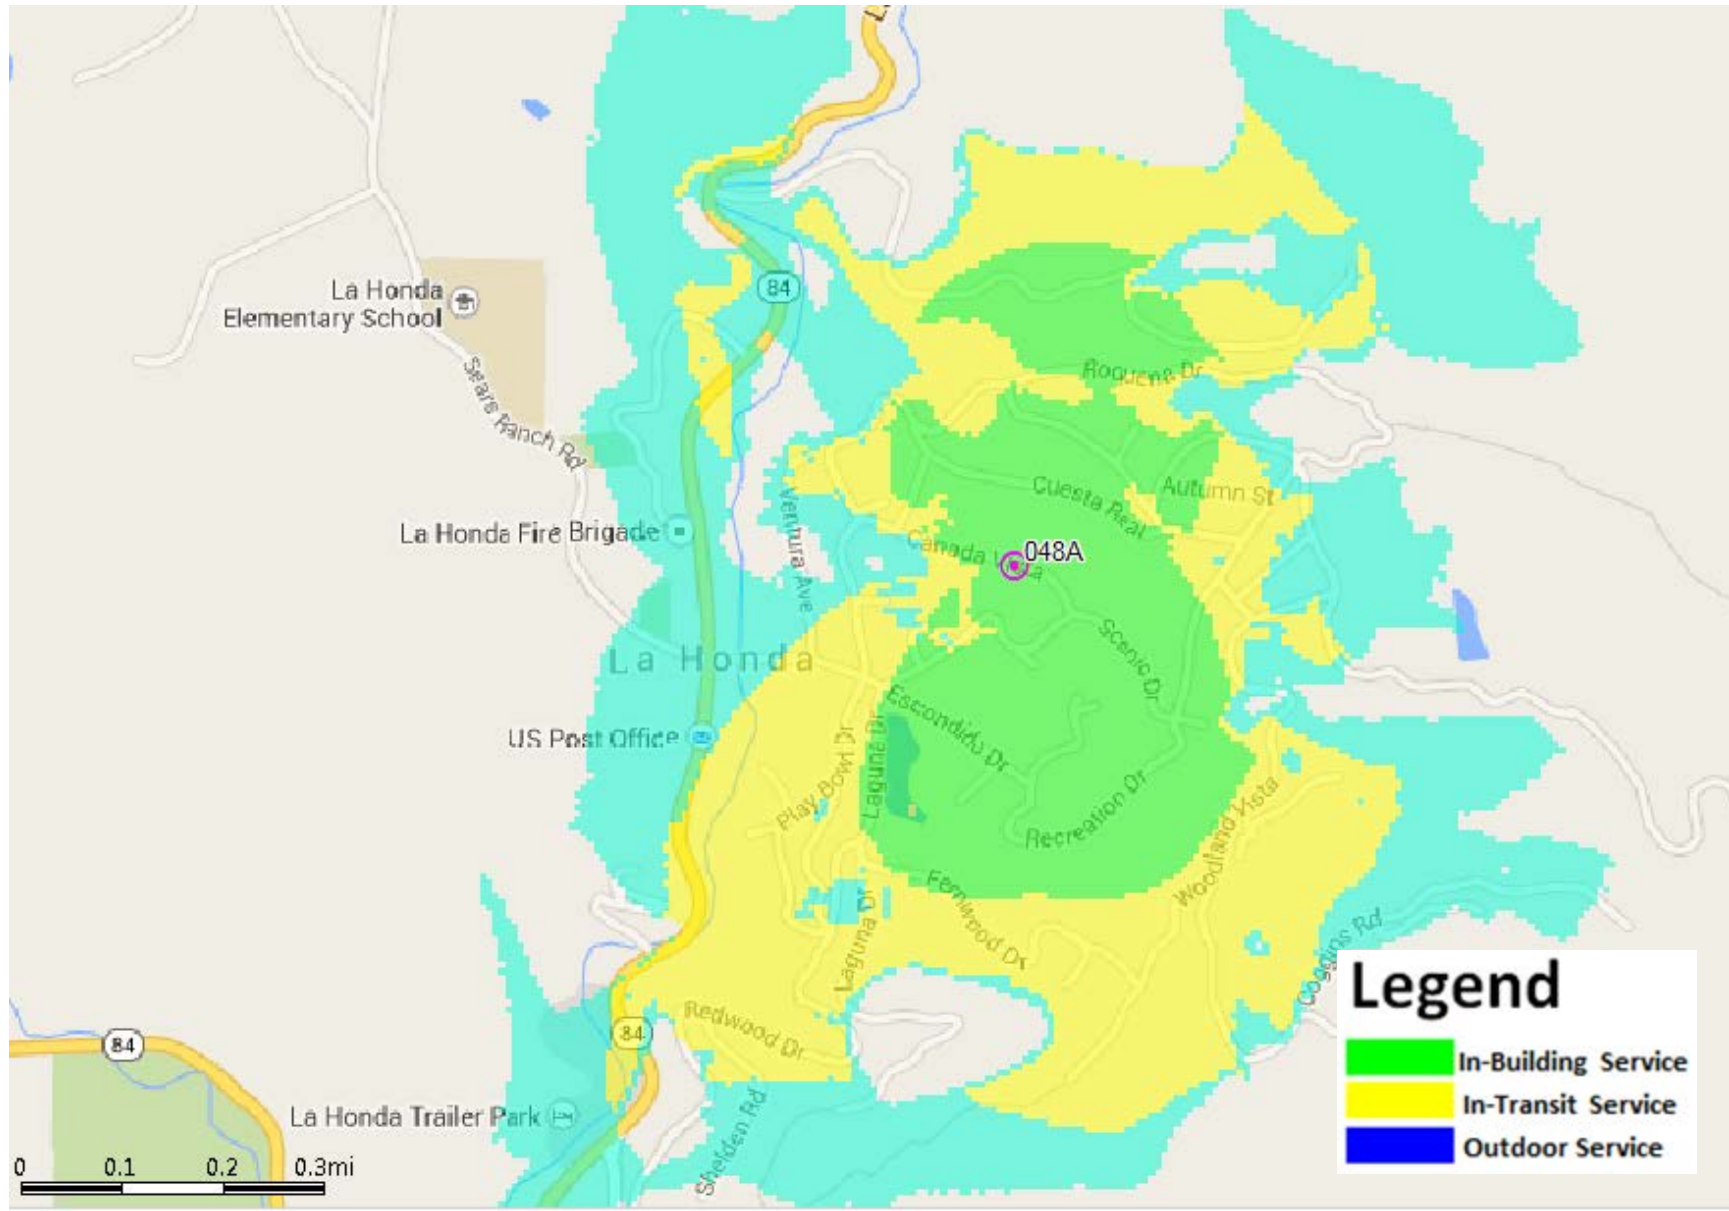 84
La Honda
Elementary School
Sears Ranch Rd
Roquena Dr
Cuesta Real
Autumn St
La Honda Fire Brigade
Ventura Ave
048A
Scenic Dr
La Honda
Escondido Dr
US Post Office
Laguna Dr
Play Bowl Dr
Recreation Dr
Woodland Vista
Fernwood Dr
Laguna Dr
Coggins Rd
Redwood Dr
84
84
La Honda Trailer Park
Shelden Rd
0 0.1 0.2 0.3mi
Legend
In-Building Service
In-Transit Service
Outdoor Service